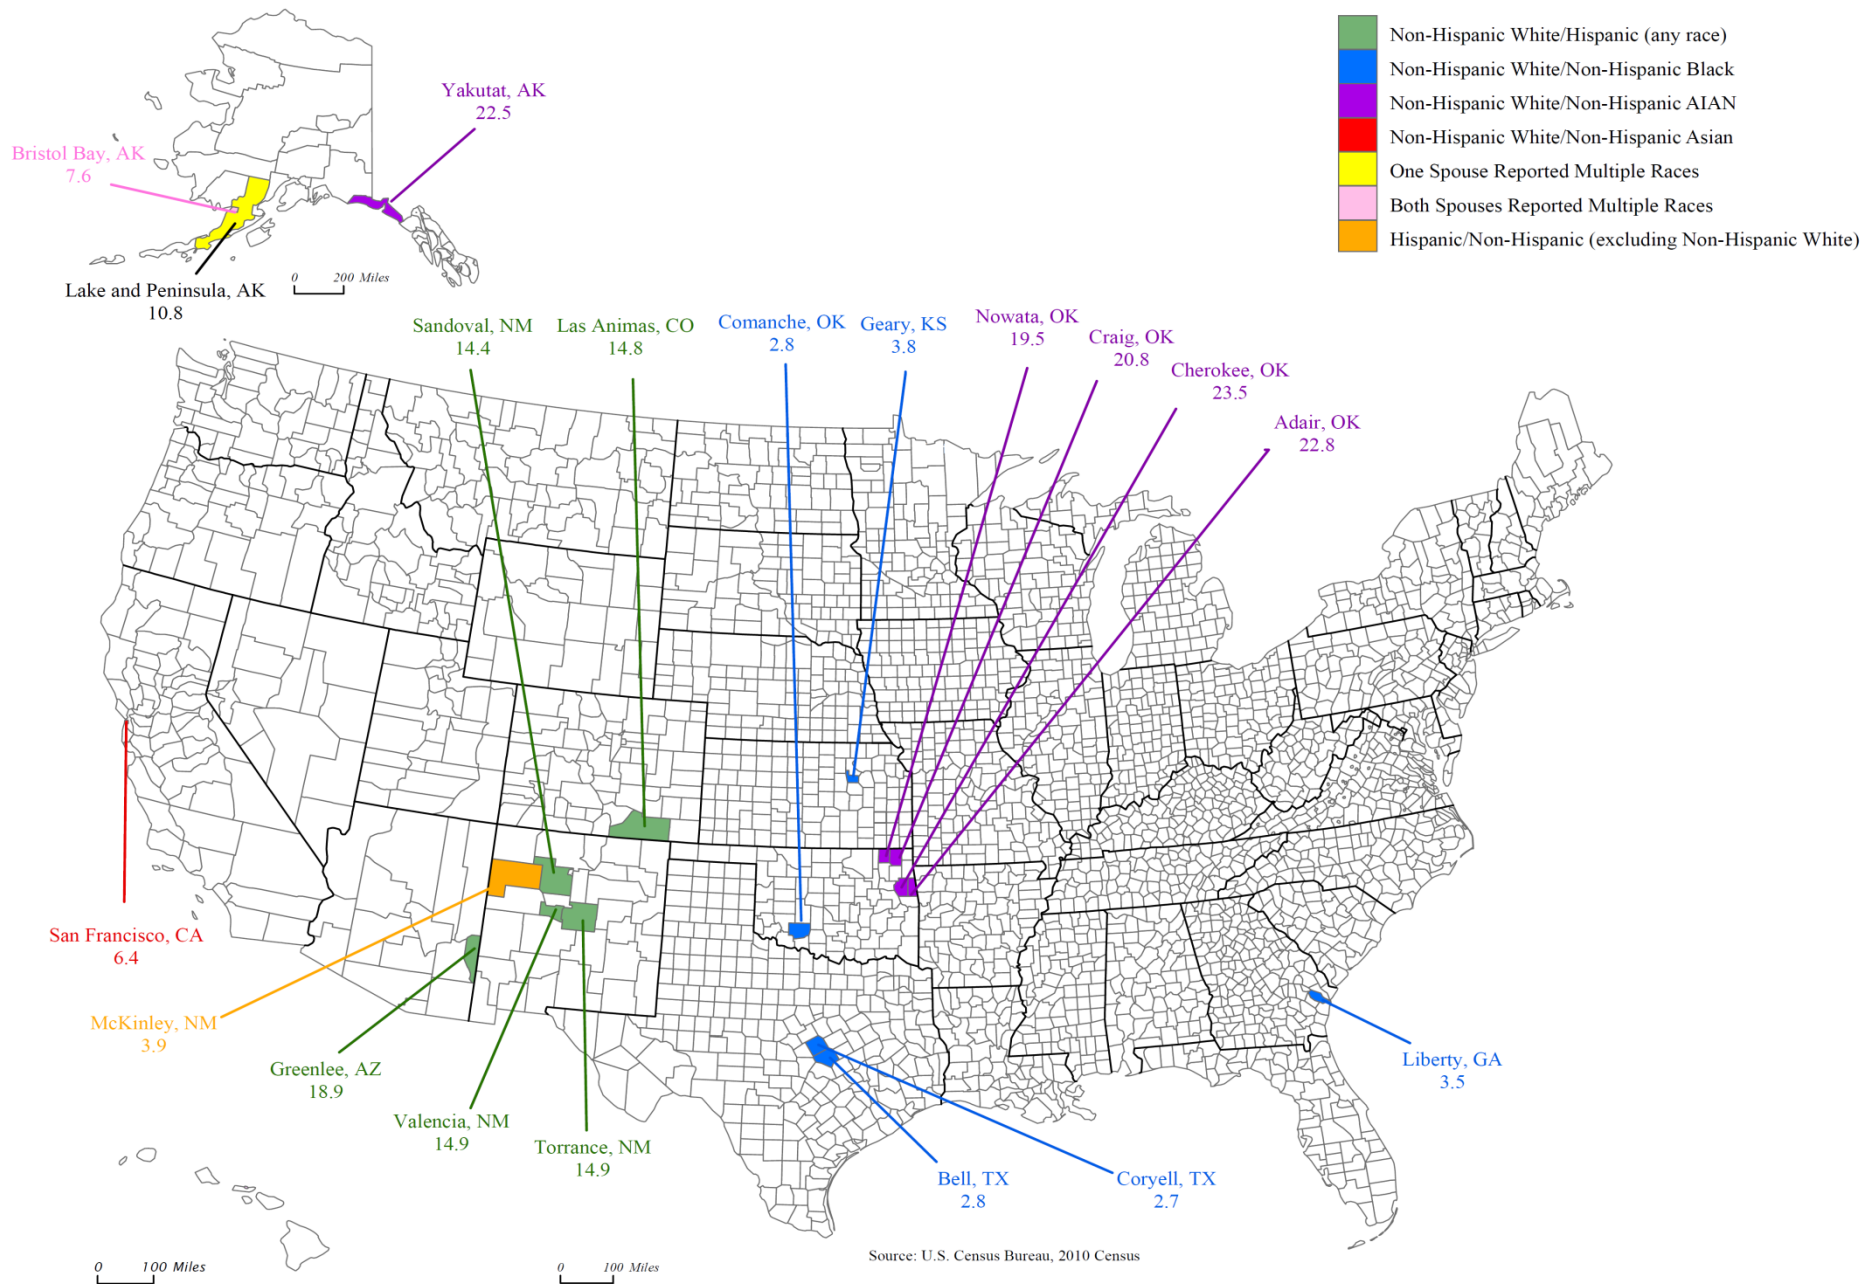 Non-Hispanic White/Hispanic (any race)
Non-Hispanic White/Non-Hispanic Black
Non-Hispanic White/Non-Hispanic AIAN
Non-Hispanic White/Non-Hispanic Asian
One Spouse Reported Multiple Races
Both Spouses Reported Multiple Races
Hispanic/Non-Hispanic (excluding Non-Hispanic White)
Yakutat, AK
22.5
Bristol Bay, AK
7.6
Lake and Peninsula, AK
10.8
0 200 Miles
Sandoval, NM
14.4
Las Animas, CO
14.8
Comanche, OK
2.8
Geary, KS
3.8
Nowata, OK
19.5
Craig, OK
20.8
Cherokee, OK
23.5
Adair, OK
22.8
San Francisco, CA
6.4
McKinley, NM
3.9
Greenlee, AZ
18.9
Valencia, NM
14.9
Torrance, NM
14.9
Bell, TX
2.8
Coryell, TX
2.7
Liberty, GA
3.5
Source: U.S. Census Bureau, 2010 Census
0 100 Miles
0 100 Miles